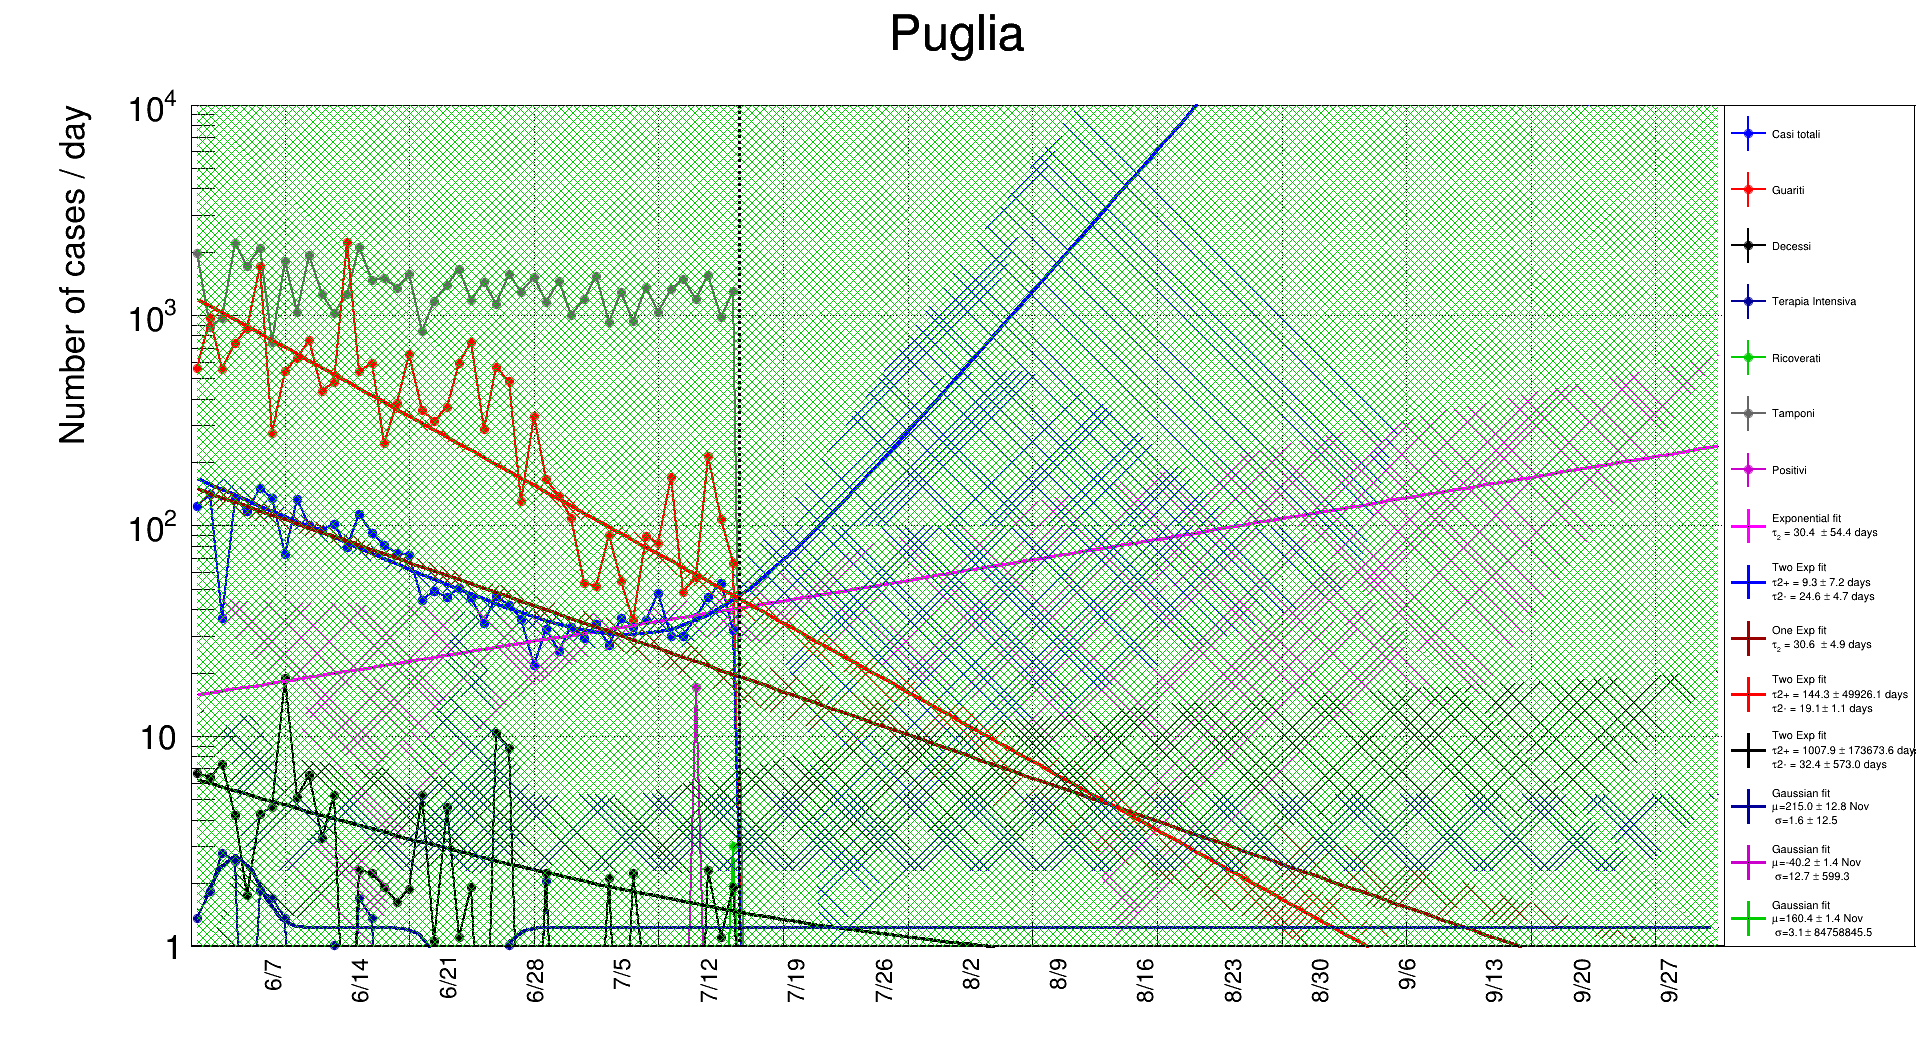 Puglia
Number of cases / day
10⁴
10³
10²
10
1
6/7
6/14
6/21
6/28
7/5
7/12
7/19
7/26
8/2
8/9
8/16
8/23
8/30
9/6
9/13
9/20
9/27
Casi totali
Guariti
Decessi
Terapia Intensiva
Ricoverati
Tamponi
Positivi
Exponential fit
τ₂ = 30.4 ± 54.4 days
Two Exp fit
τ2+ = 9.3 ± 7.2 days
τ2- = 24.6 ± 4.7 days
One Exp fit
τ₂ = 30.6 ± 4.9 days
Two Exp fit
τ2+ = 144.3 ± 49926.1 days
τ2- = 19.1 ± 1.1 days
Two Exp fit
τ2+ = 1007.9 ± 173673.6 day
τ2- = 32.4 ± 573.0 days
Gaussian fit
μ=215.0 ± 12.8 Nov
σ=1.6 ± 12.5
Gaussian fit
μ=-40.2 ± 1.4 Nov
σ=12.7 ± 599.3
Gaussian fit
μ=160.4 ± 1.4 Nov
σ=3.1 ± 84758845.5